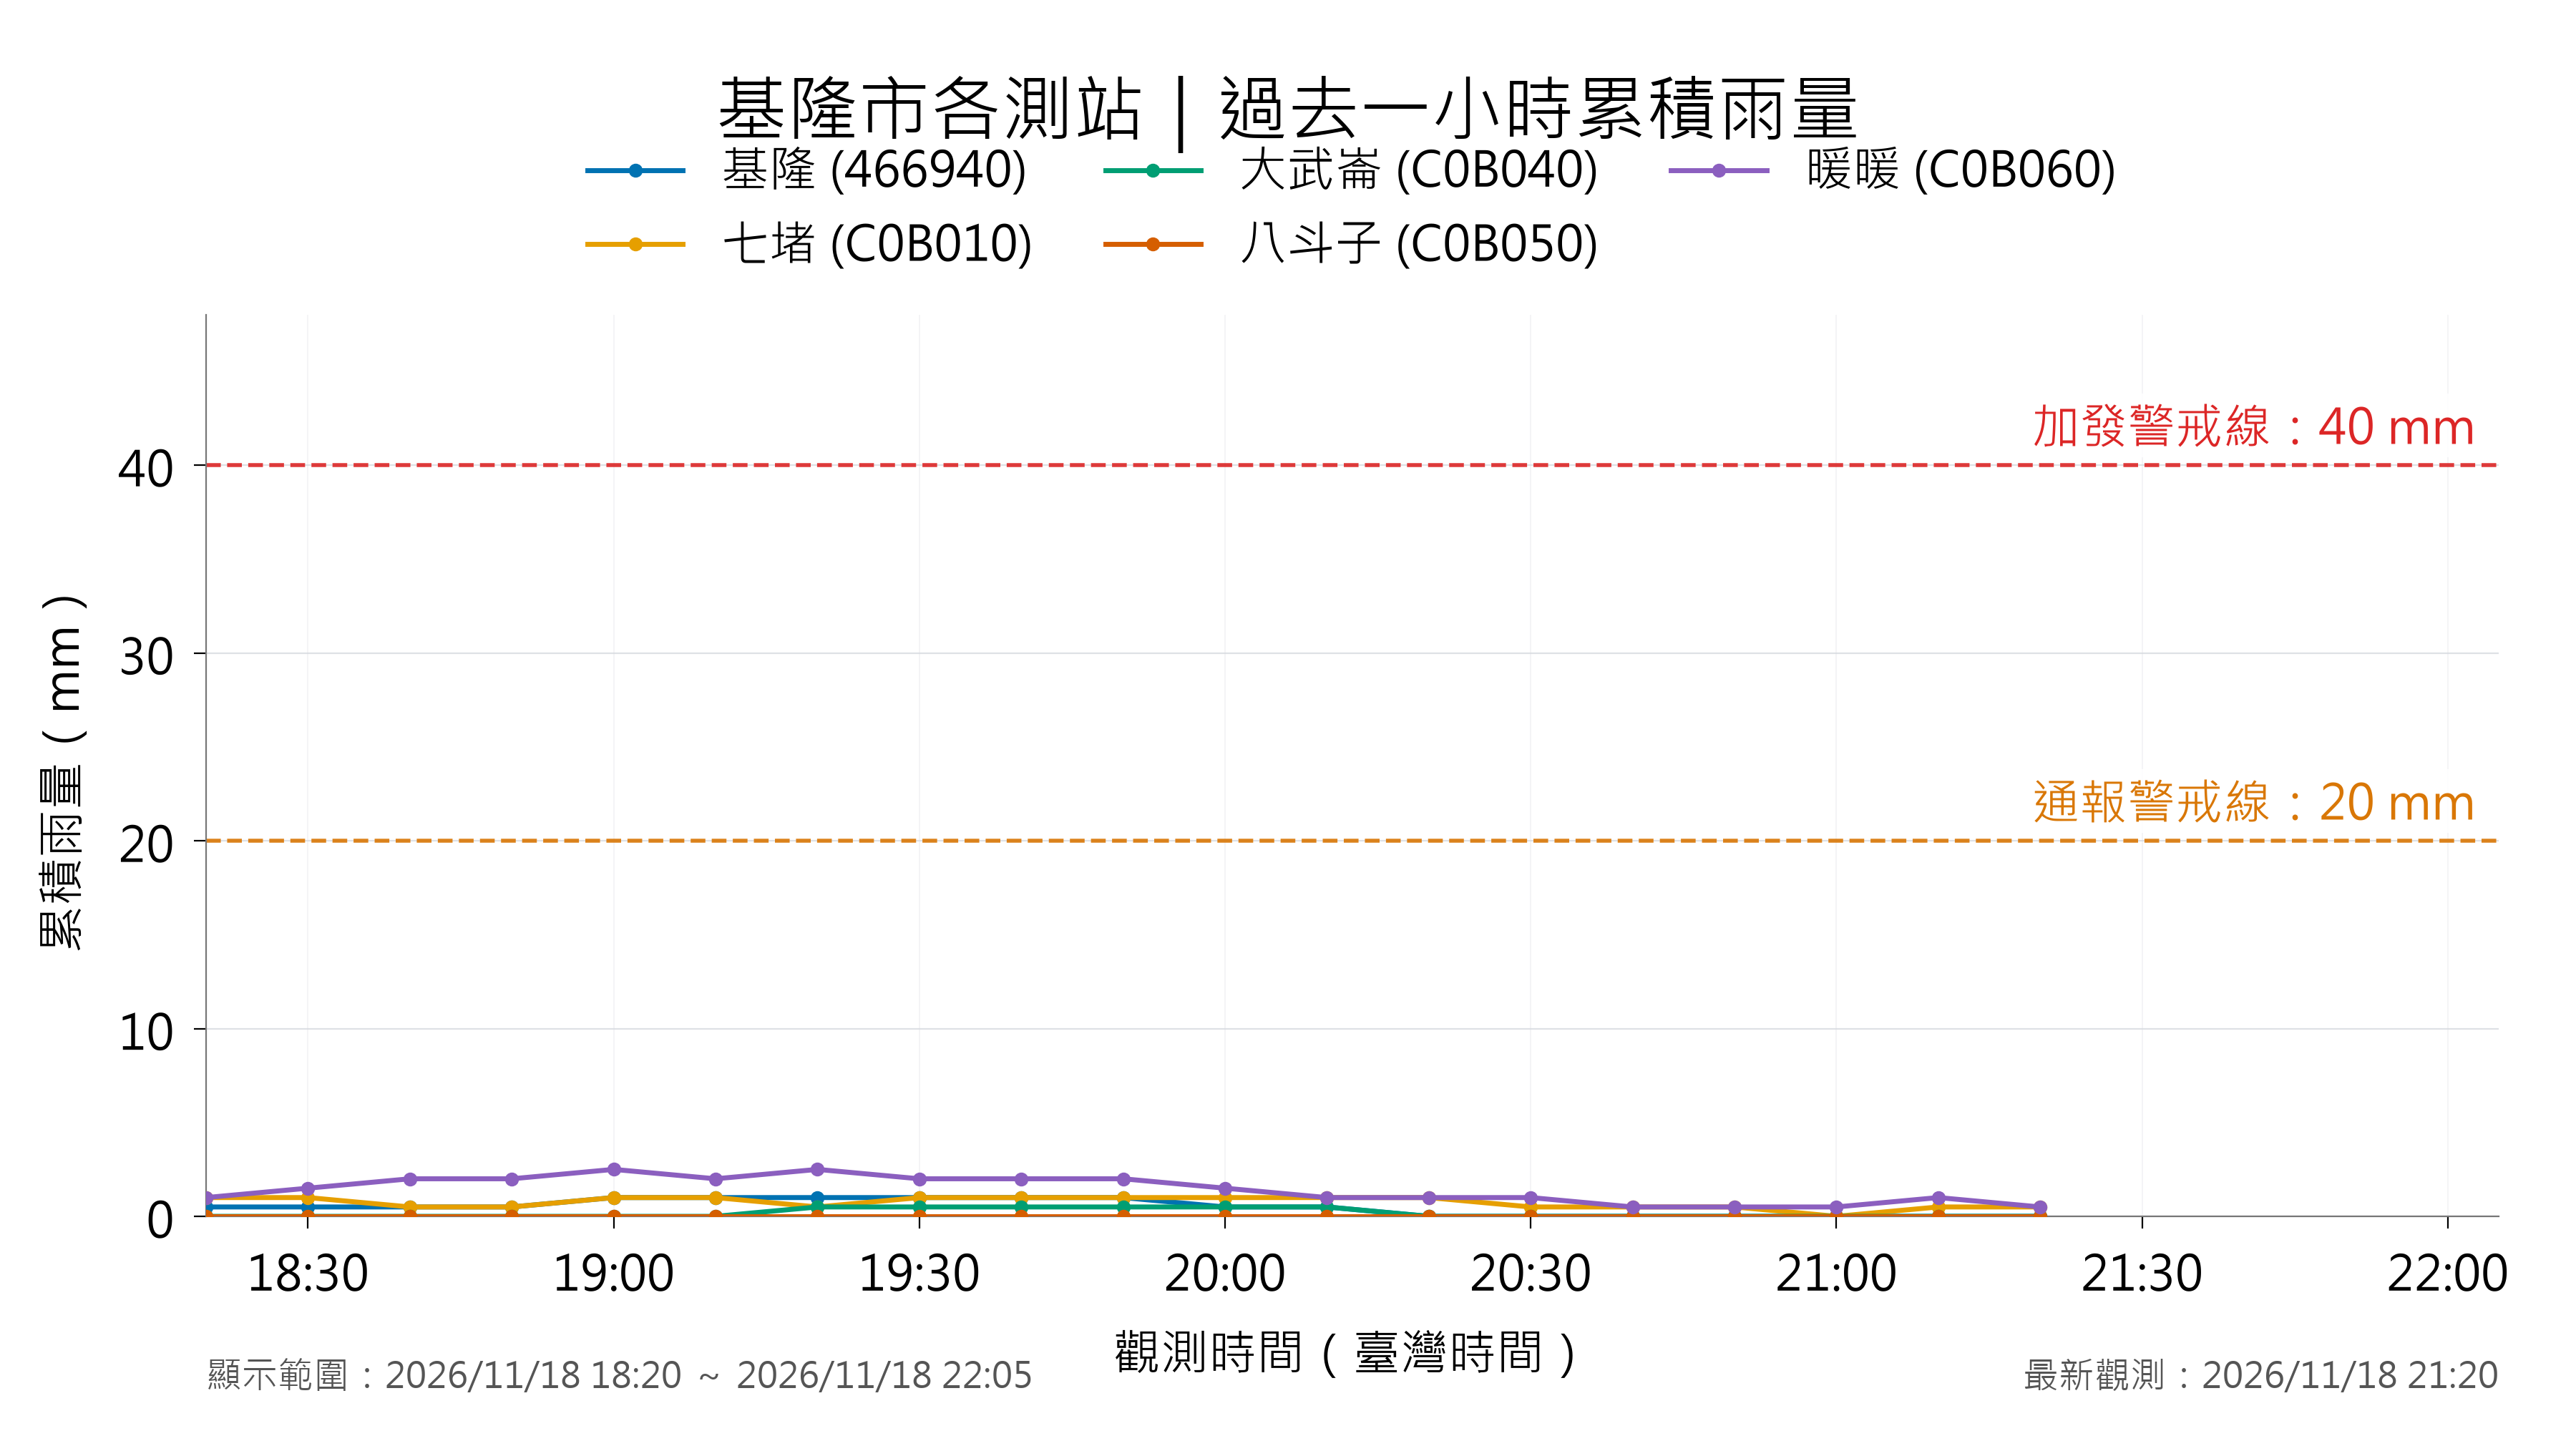 基隆市各測站｜過去一小時累積雨量
基隆 (466940)
大武崙 (C0B040)
暖暖 (C0B060)
七堵 (C0B010)
八斗子 (C0B050)
加發警戒線：40 mm
通報警戒線：20 mm
累積雨量（mm）
40
30
20
10
0
18:30
19:00
19:30
20:00
20:30
21:00
21:30
22:00
觀測時間（臺灣時間）
顯示範圍：2026/11/18 18:20 ~ 2026/11/18 22:05
最新觀測：2026/11/18 21:20